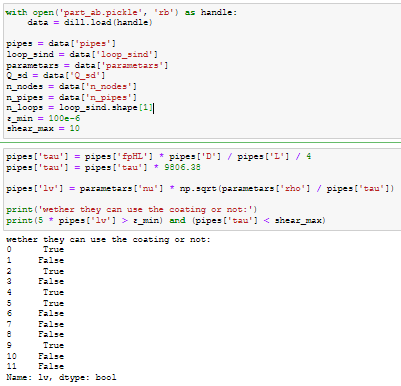 with open('part_ab.pickle', 'rb') as handle:
    data = dill.load(handle)
pipes = data['pipes']
loop_sind = data['loop_sind']
parametars = data['parametars']
Q_sd = data['Q_sd']
n_nodes = data['n_nodes']
n_pipes = data['n_pipes']
n_loops = loop_sind.shape[1]
z_min = 100e-6
shear_max = 10
pipes['tau'] = pipes['fpHL'] * pipes['D'] / pipes['L'] / 4
pipes['tau'] = pipes['tau'] * 9806.38
pipes['lv'] = parametars['nu'] * np.sqrt(parametars['rho'] / pipes['tau'])
print('wether they can use the coating or not:')
print(5 * pipes['lv'] > z_min) and (pipes['tau'] < shear_max)
wether they can use the coating or not:
0      True
1     False
2      True
3     False
4      True
5      True
6     False
7     False
8     False
9      True
10    False
11    False
Name: lv, dtype: bool